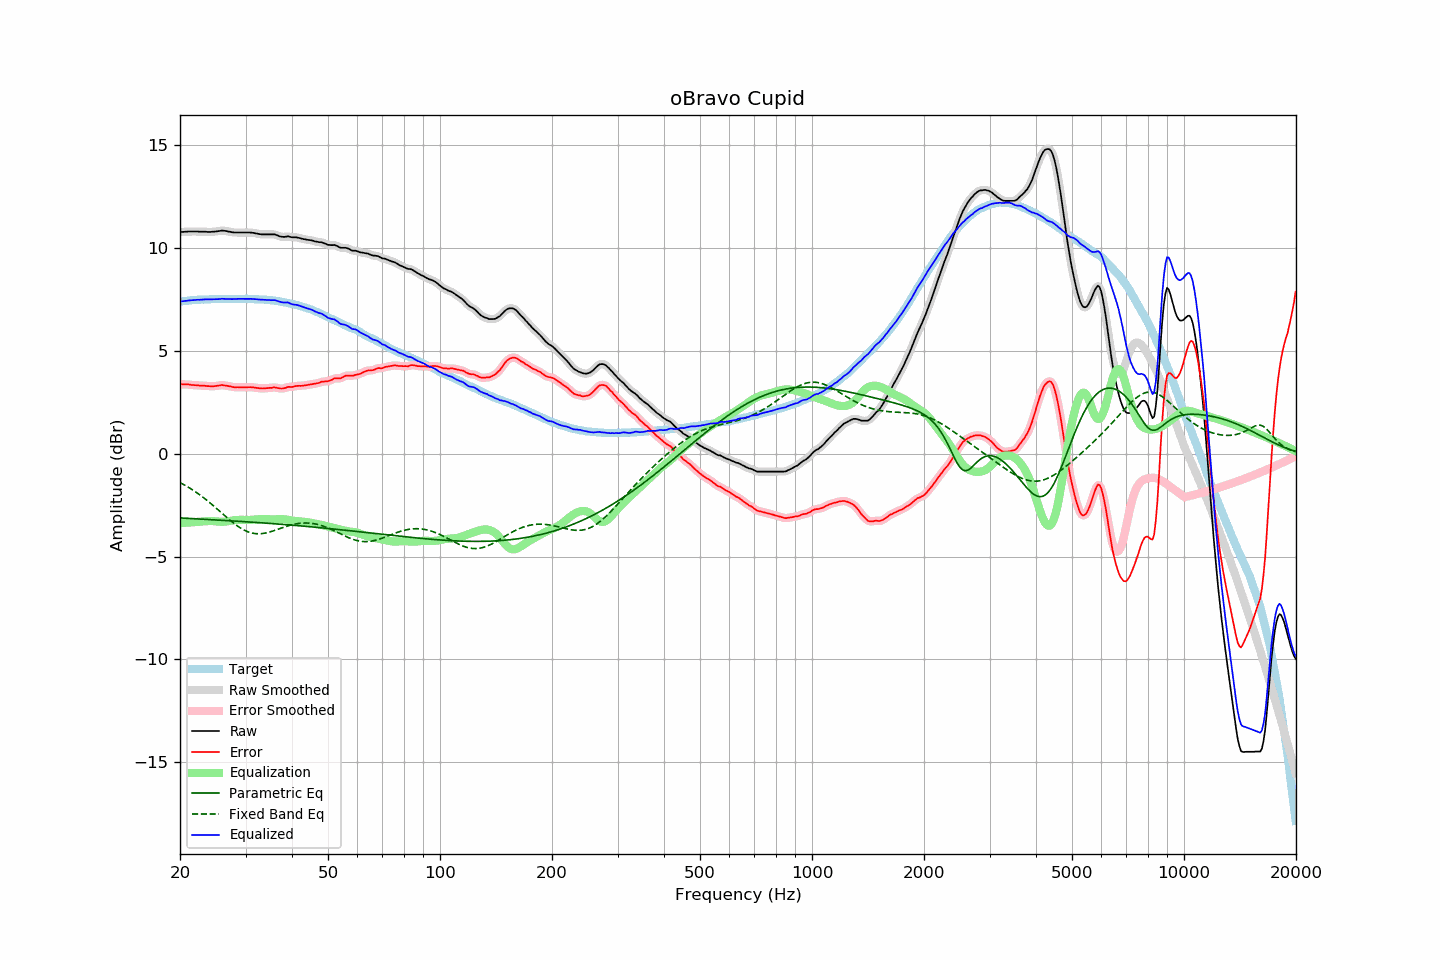 oBravo Cupid
Amplitude (dBr)
15
10
5
0
−5
−10
−15
Target
Raw Smoothed
Error Smoothed
Raw
Error
Equalization
Parametric Eq
Fixed Band Eq
Equalized
20 50 100 200 500 1000 2000 5000 10000 20000
Frequency (Hz)